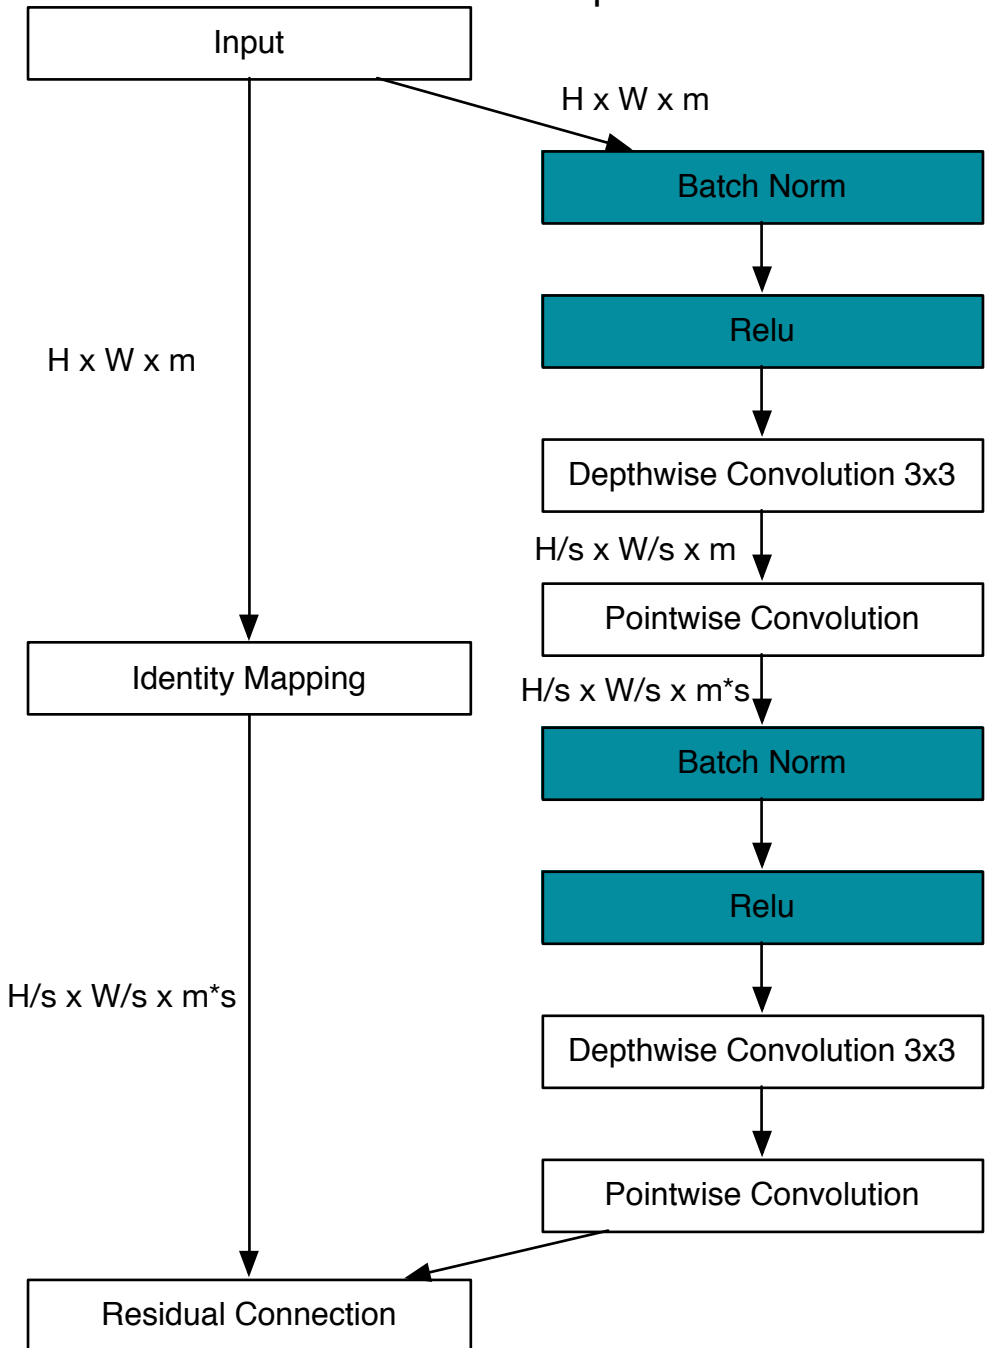 Input
H x W x m
Batch Norm
Relu
H x W x m
Depthwise Convolution 3x3
H/s x W/s x m
Pointwise Convolution
Identity Mapping
H/s x W/s x m*s
Batch Norm
Relu
H/s x W/s x m*s
Depthwise Convolution 3x3
Pointwise Convolution
Residual Connection